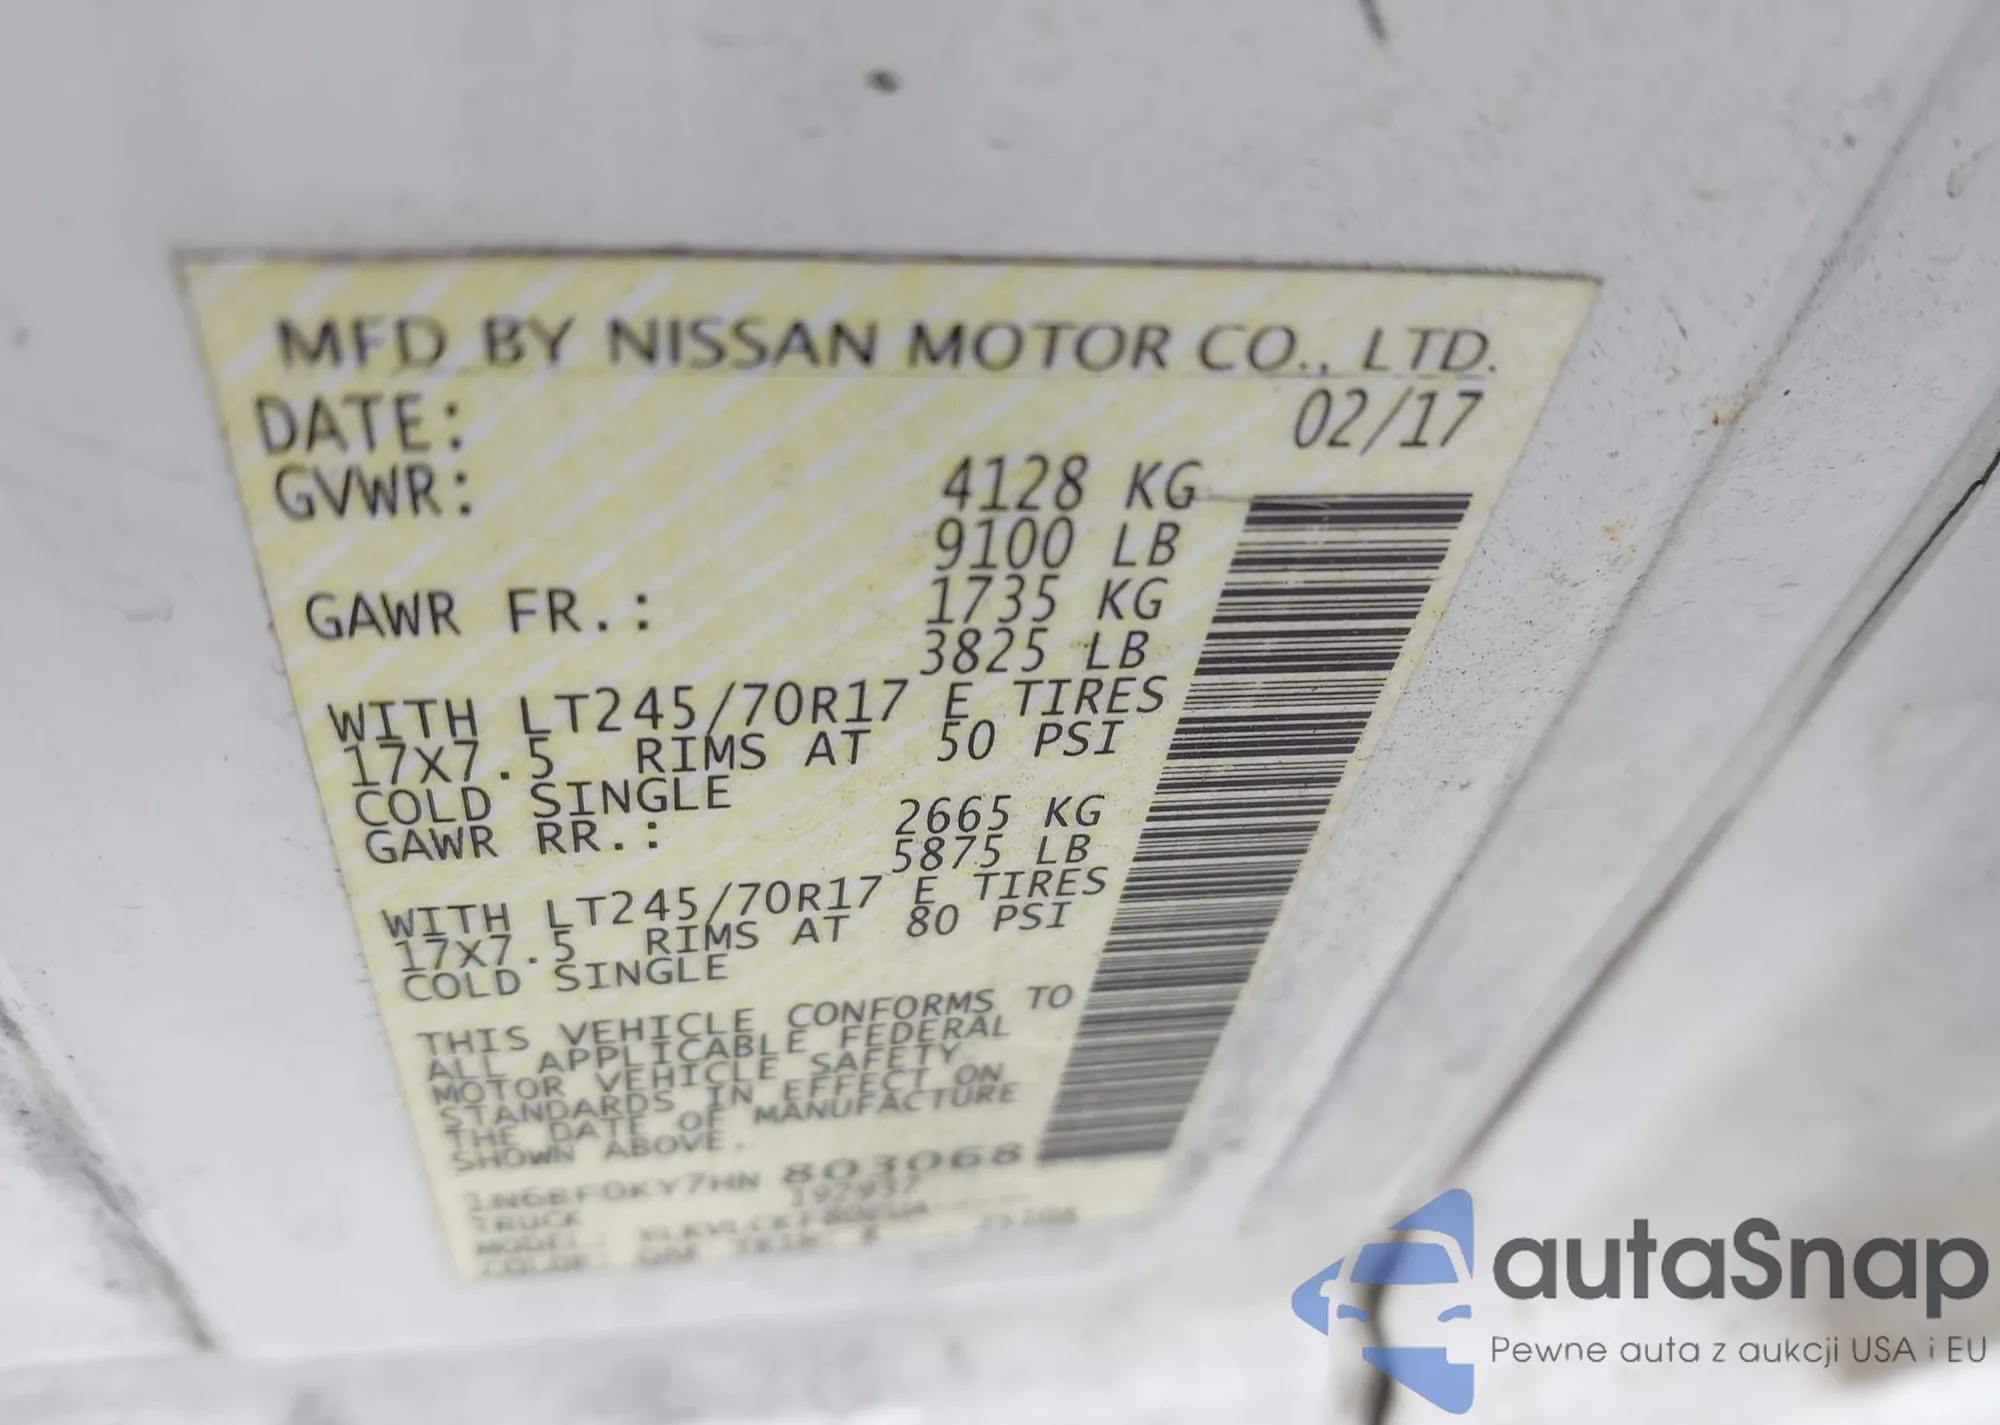 MFD BY NISSAN MOTOR CO., LTD.
DATE: 02/17
GVWR: 4128 KG
9100 LB
GAWR FR.: 1735 KG
3825 LB
WITH LT245/70R17 E TIRES
17X7.5 RIMS AT 50 PSI
COLD SINGLE
GAWR RR.: 2665 KG
5875 LB
WITH LT245/70R17 E TIRES
17X7.5 RIMS AT 80 PSI
COLD SINGLE
THIS VEHICLE CONFORMS TO
ALL APPLICABLE FEDERAL
MOTOR VEHICLE SAFETY
STANDARDS IN EFFECT ON
THE DATE OF MANUFACTURE
SHOWN ABOVE.
1N6BF0KY7HN 803068
TRUCK 197937
MODEL:
COLOR:
autaSnap
Pewne auta z aukcji USA i EU